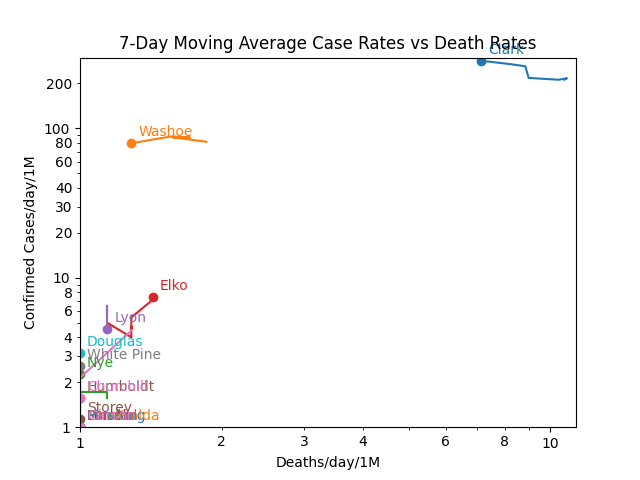 7-Day Moving Average Case Rates vs Death Rates
Clark
200
Washoe
100
80
60
40
30
20
Confirmed Cases/day/1M
Elko
10
8
6
Lyon
4
Douglas
3
White Pine
Nye
2
Humboldt
Storey
1
1
2
3
4
6
8
10
Deaths/day/1M